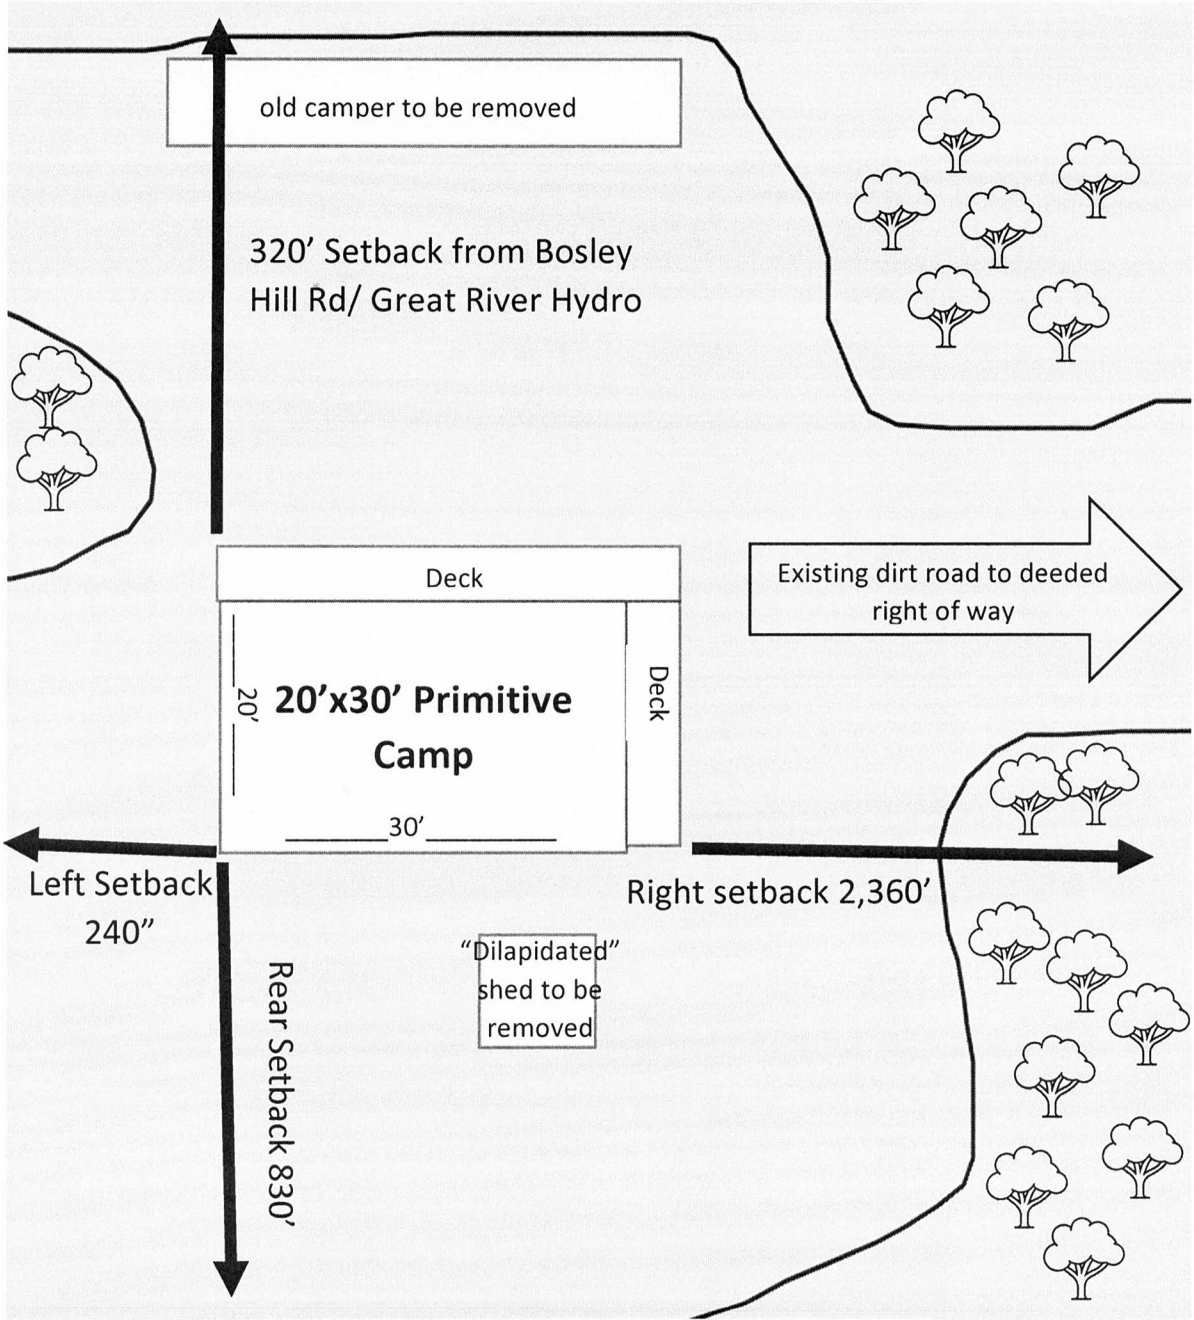 old camper to be removed
320’ Setback from Bosley
Hill Rd/ Great River Hydro
Deck
Existing dirt road to deeded
right of way
Deck
20’
20’x30’ Primitive
Camp
30’
Left Setback
240”
Right setback 2,360’
“Dilapidated”
shed to be
removed
Rear Setback 830’